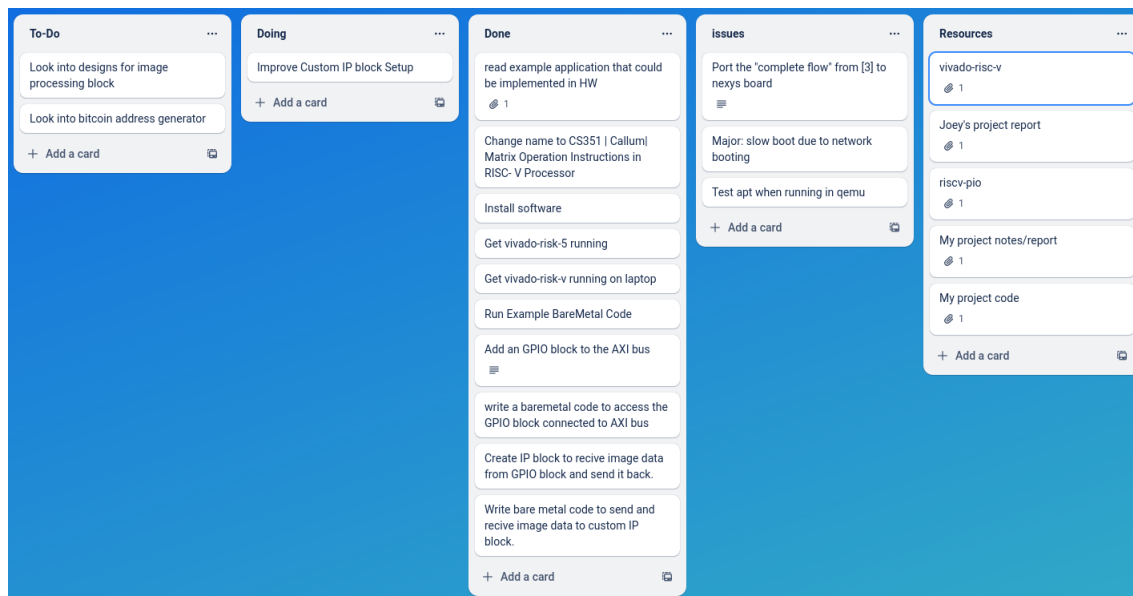 To-Do
Look into designs for image
processing block
Look into bitcoin address generator
+ Add a card
Doing
Improve Custom IP block Setup
+ Add a card
Done
read example application that could
be implemented in HW
1
Change name to CS351 | Callum|
Matrix Operation Instructions in
RISC- V Processor
Install software
Get vivado-risk-5 running
Get vivado-risk-v running on laptop
Run Example BareMetal Code
Add an GPIO block to the AXI bus
write a baremetal code to access the
GPIO block connected to AXI bus
Create IP block to recive image data
from GPIO block and send it back.
Write bare metal code to send and
recive image data to custom IP
block.
+ Add a card
issues
Port the "complete flow" from [3] to
nexys board
Major: slow boot due to network
booting
Test apt when running in qemu
+ Add a card
Resources
vivado-risc-v
1
Joey's project report
1
riscv-pio
1
My project notes/report
1
My project code
1
+ Add a card